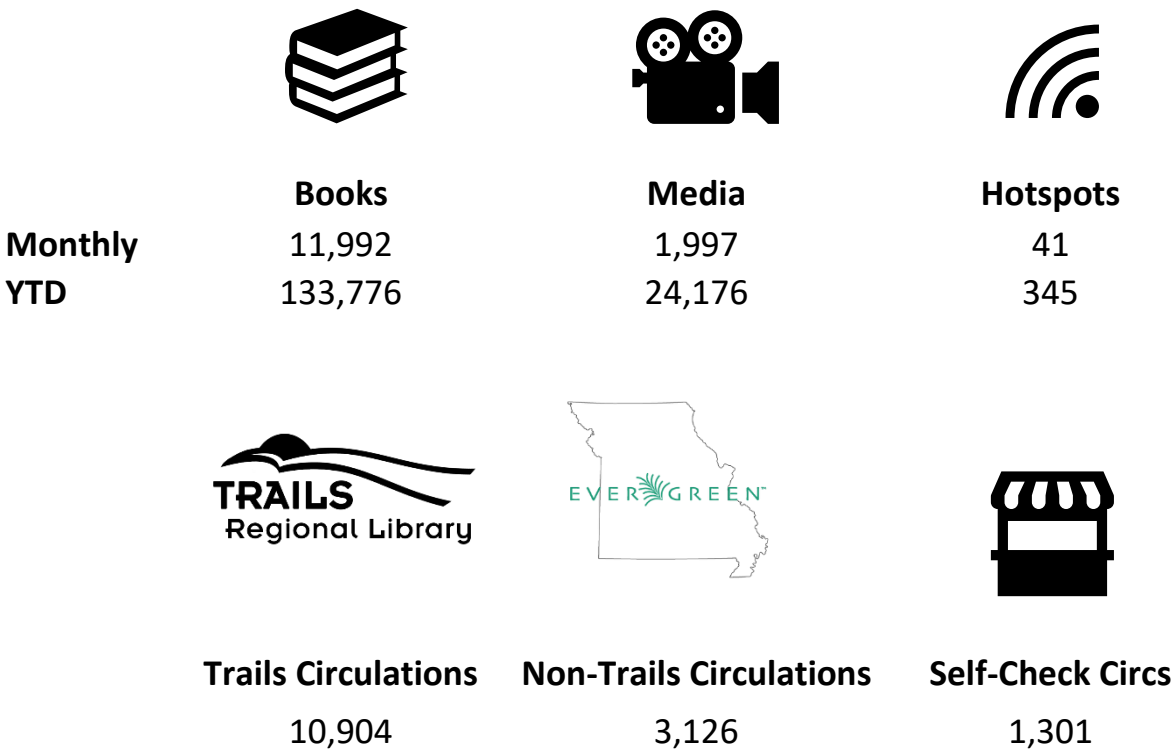 Books Media Hotspots
Monthly 11,992 1,997 41
YTD 133,776 24,176 345
TRAILS
Regional Library
EVERGREEN™
Trails Circulations Non-Trails Circulations Self-Check Circs
10,904 3,126 1,301